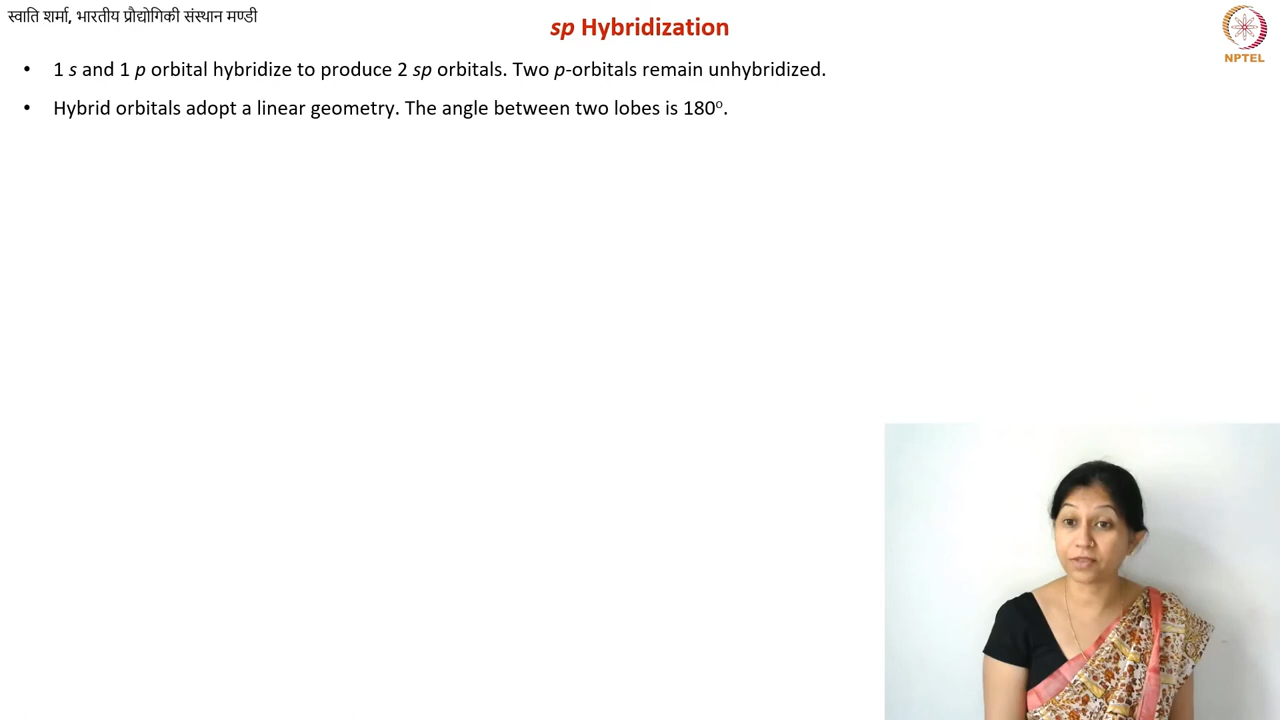 स्वाति शर्मा, भारतीय प्रौद्योगिकी संस्थान मण्डी
sp Hybridization
NPTEL
• 1 s and 1 p orbital hybridize to produce 2 sp orbitals. Two p-orbitals remain unhybridized.
• Hybrid orbitals adopt a linear geometry. The angle between two lobes is 180º.